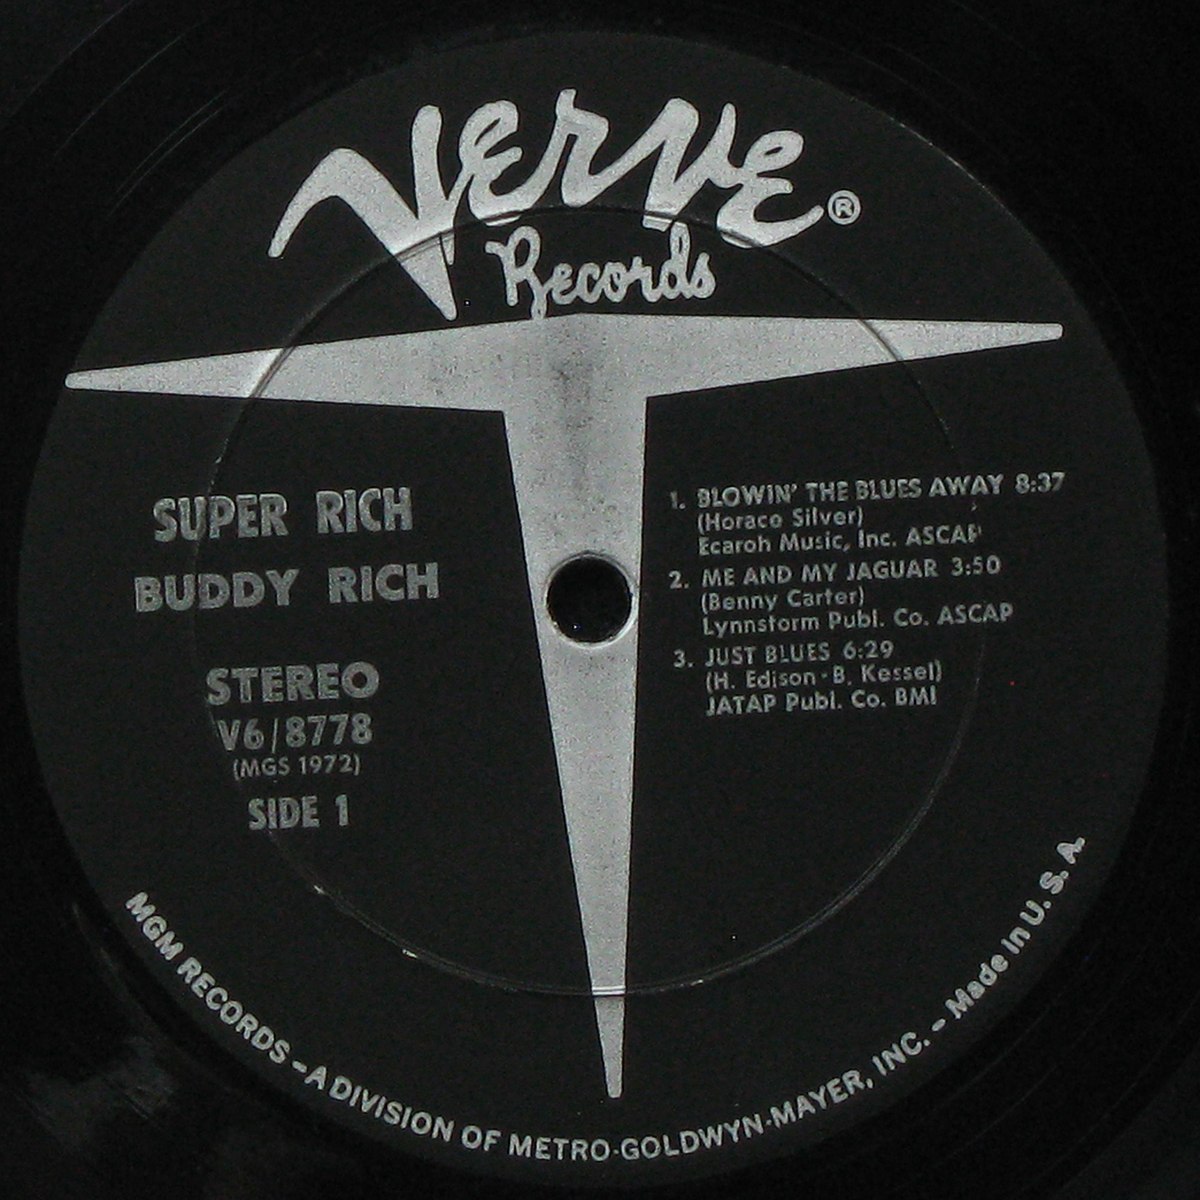 Verve®
Records
SUPER RICH
BUDDY RICH
STEREO
V6/8778
(MGS 1972)
SIDE 1
1. BLOWIN' THE BLUES AWAY 8:37
(Horace Silver)
Ecaroh Music, Inc. ASCAP
2. ME AND MY JAGUAR 3:50
(Benny Carter)
Lynnstorm Publ. Co. ASCAP
3. JUST BLUES 6:29
(H. Edison-B. Kessel)
JATAP Publ. Co. BMI
MGM RECORDS – A DIVISION OF METRO-GOLDWYN-MAYER, INC. – Made in U. S. A.